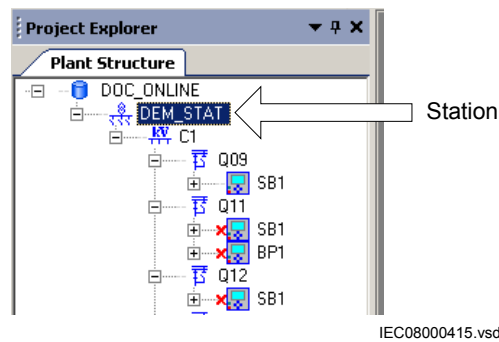 Project Explorer
Plant Structure
DOC_ONLINE
DEM_STAT
Station
C1
Q09
SB1
Q11
SB1
BP1
Q12
SB1
IEC08000415.vsd